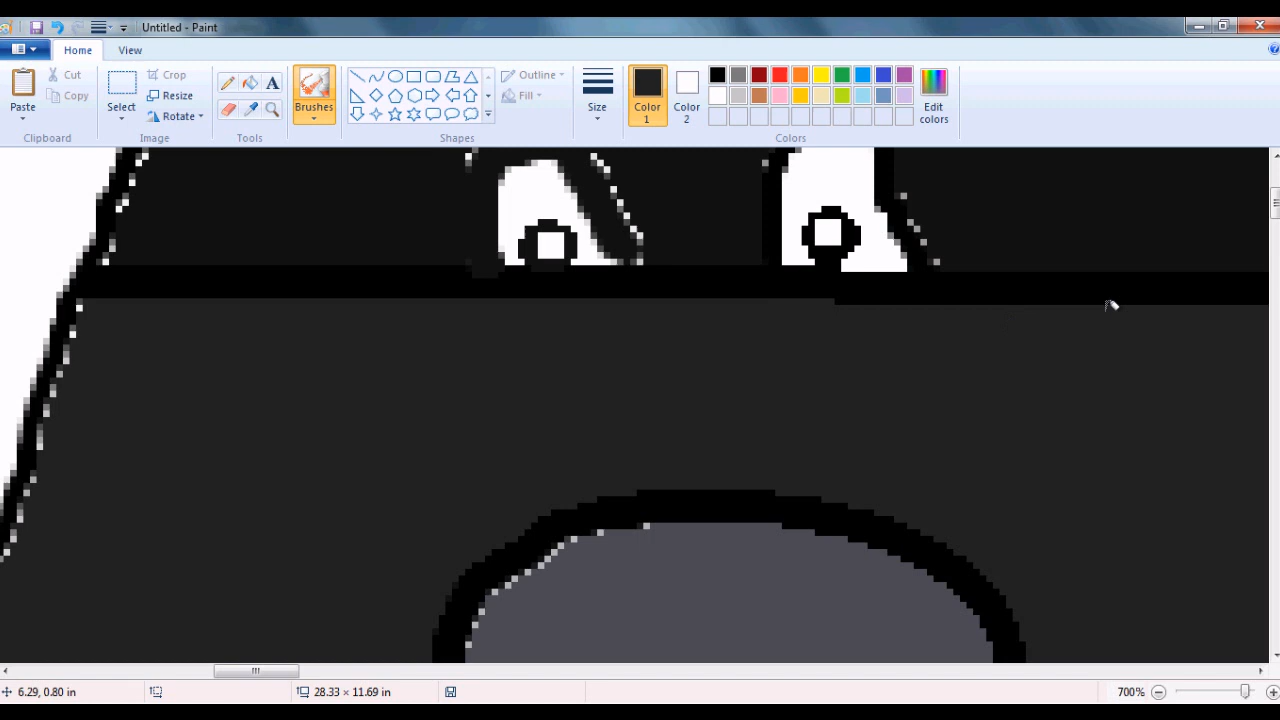 Untitled - Paint
Home View
Cut Crop Outline Edit colors
Copy Resize Fill
Paste Select Rotate A Brushes Size Color 1 Color 2
Clipboard Image Tools Shapes Colors
6.29, 0.80 in 28.33 × 11.69 in 700%